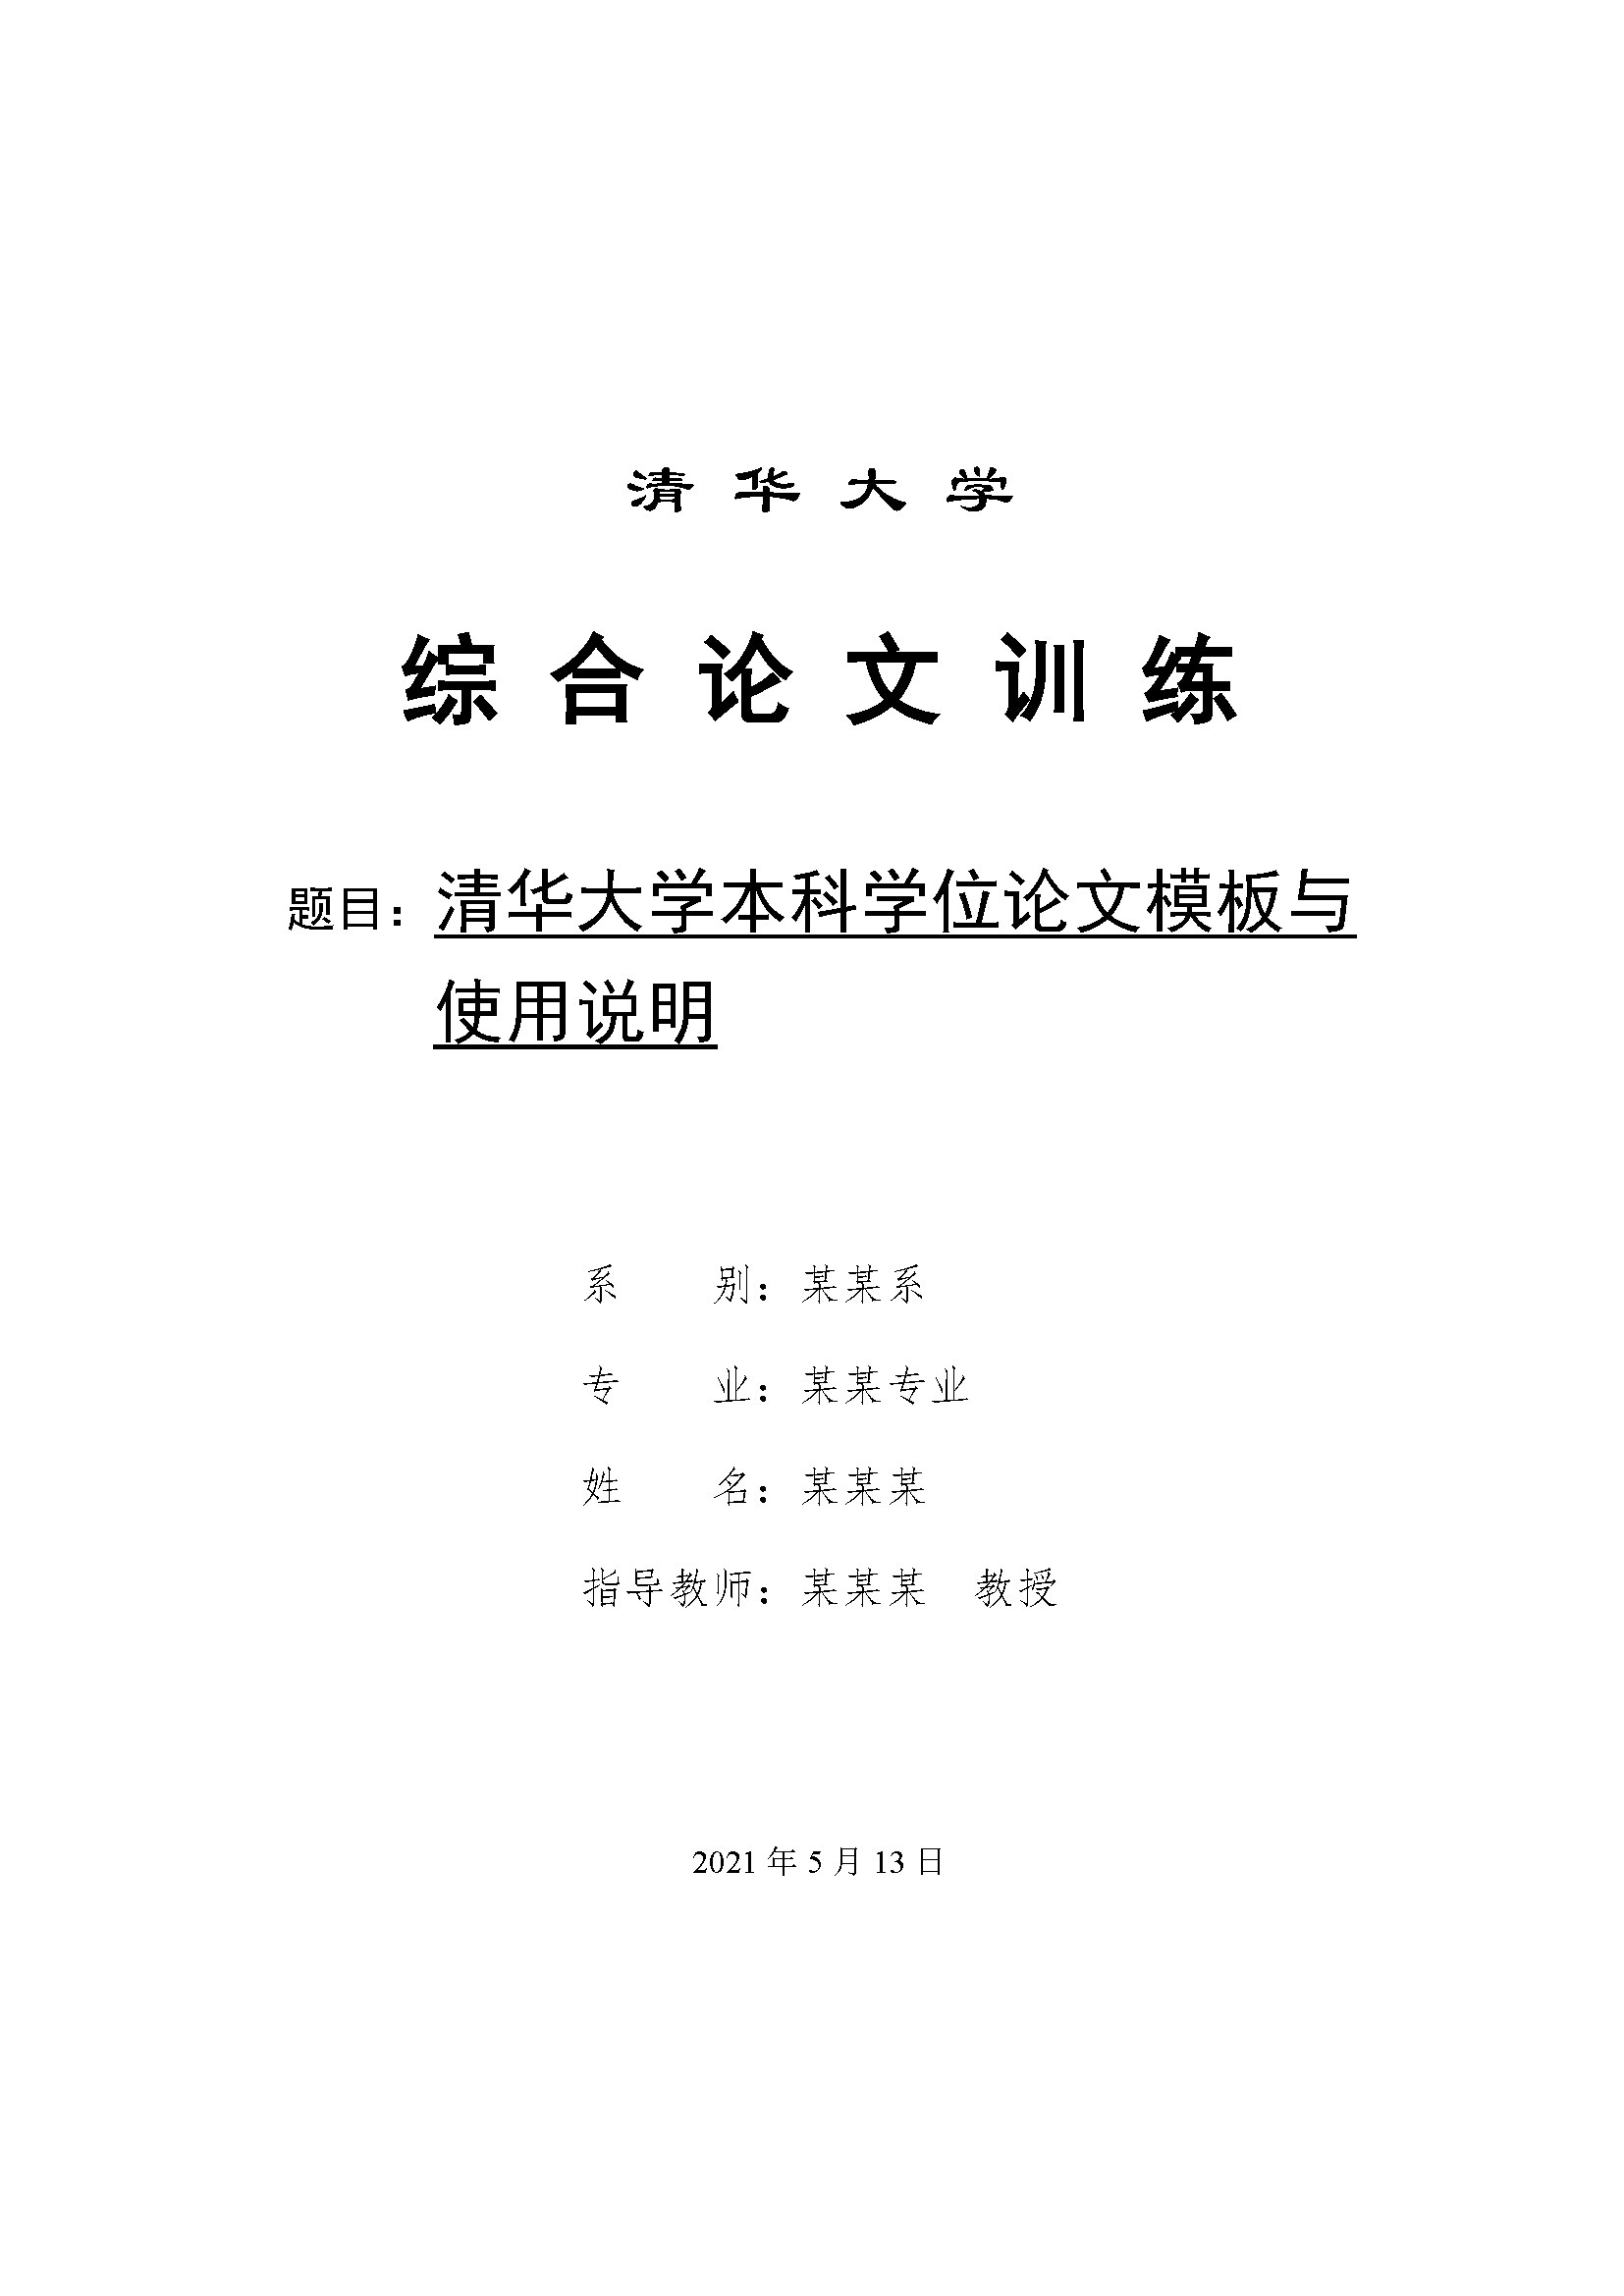 清华大学
综合论文训练
题目：清华大学本科学位论文模板与
使用说明
系　　别：某某系
专　　业：某某专业
姓　　名：某某某
指导教师：某某某　教授
2021 年 5 月 13 日